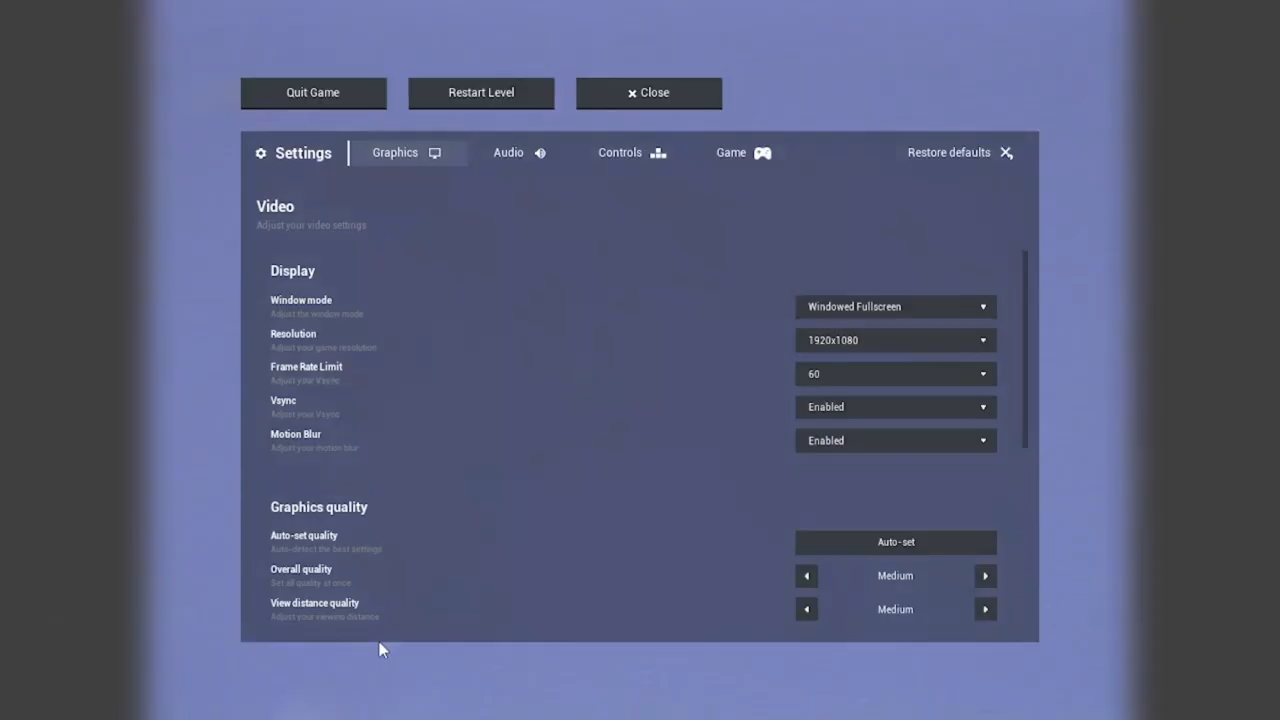 Quit Game
Restart Level
Close
Settings
Graphics
Audio
Controls
Game
Restore defaults
Video
Adjust your video settings
Display
Window mode
Windowed Fullscreen
Adjust the window mode
Resolution
1920x1080
Adjust your game resolution
Frame Rate Limit
60
Adjust your Vsync
Vsync
Enabled
Adjust your Vsync
Motion Blur
Enabled
Adjust your motion blur
Graphics quality
Auto-set quality
Auto-set
Auto-detect the best settings
Overall quality
Medium
Set all quality at once
View distance quality
Medium
Adjust your viewing distance